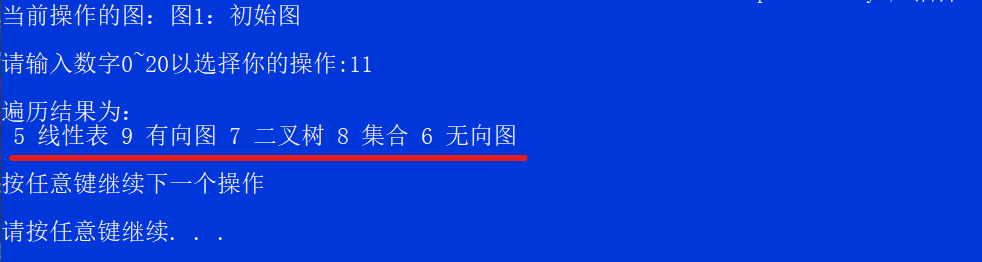 当前操作的图：图1：初始图
请输入数字0~20以选择你的操作:11
遍历结果为：
5 线性表 9 有向图 7 二叉树 8 集合 6 无向图
按任意键继续下一个操作
请按任意键继续. . .